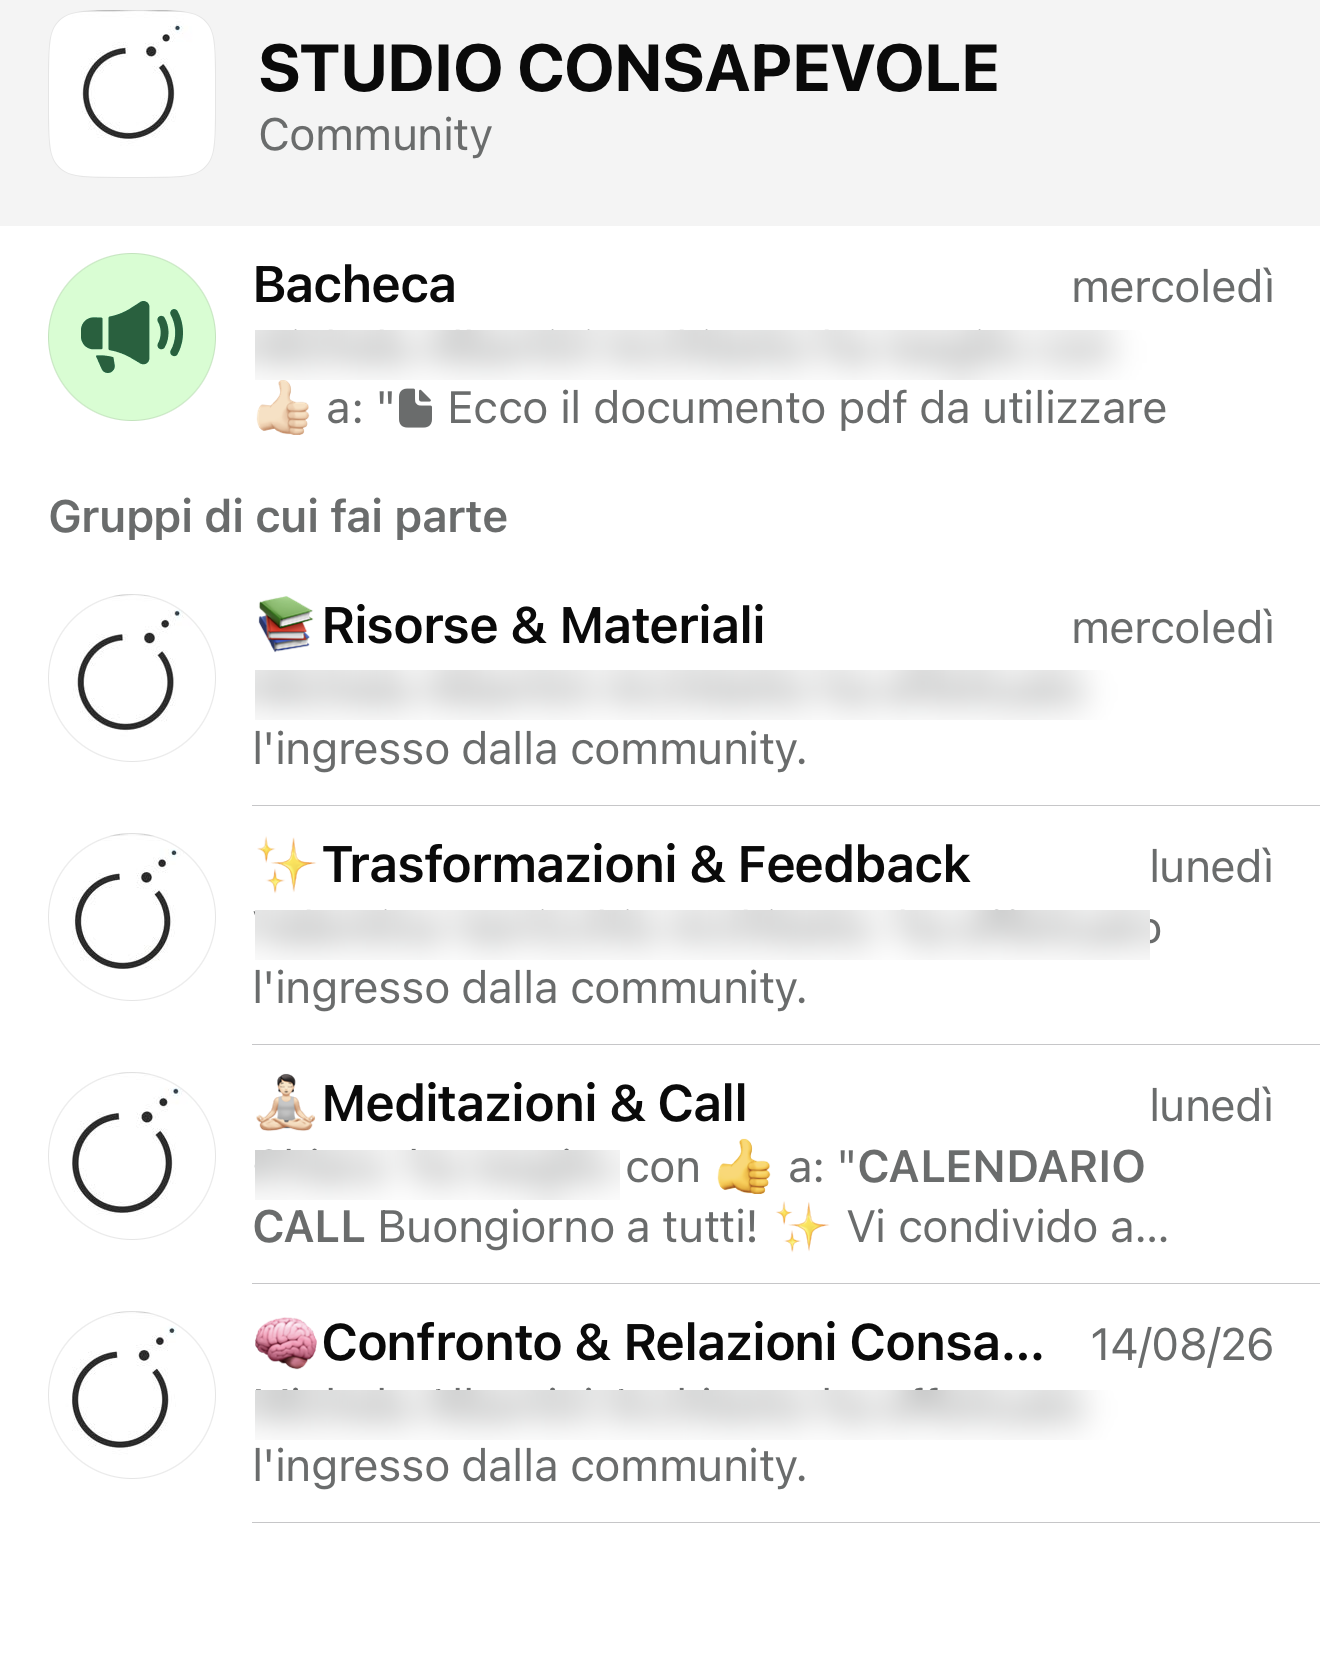 STUDIO CONSAPEVOLE
Community
Bacheca
mercoledì
👍🏻 a: "📄 Ecco il documento pdf da utilizzare
Gruppi di cui fai parte
📚Risorse & Materiali
mercoledì
l'ingresso dalla community.
✨Trasformazioni & Feedback
lunedì
l'ingresso dalla community.
🧘🏻Meditazioni & Call
lunedì
con 👍 a: "CALENDARIO
CALL Buongiorno a tutti! ✨ Vi condivido a...
🧠Confronto & Relazioni Consa...
14/08/26
l'ingresso dalla community.